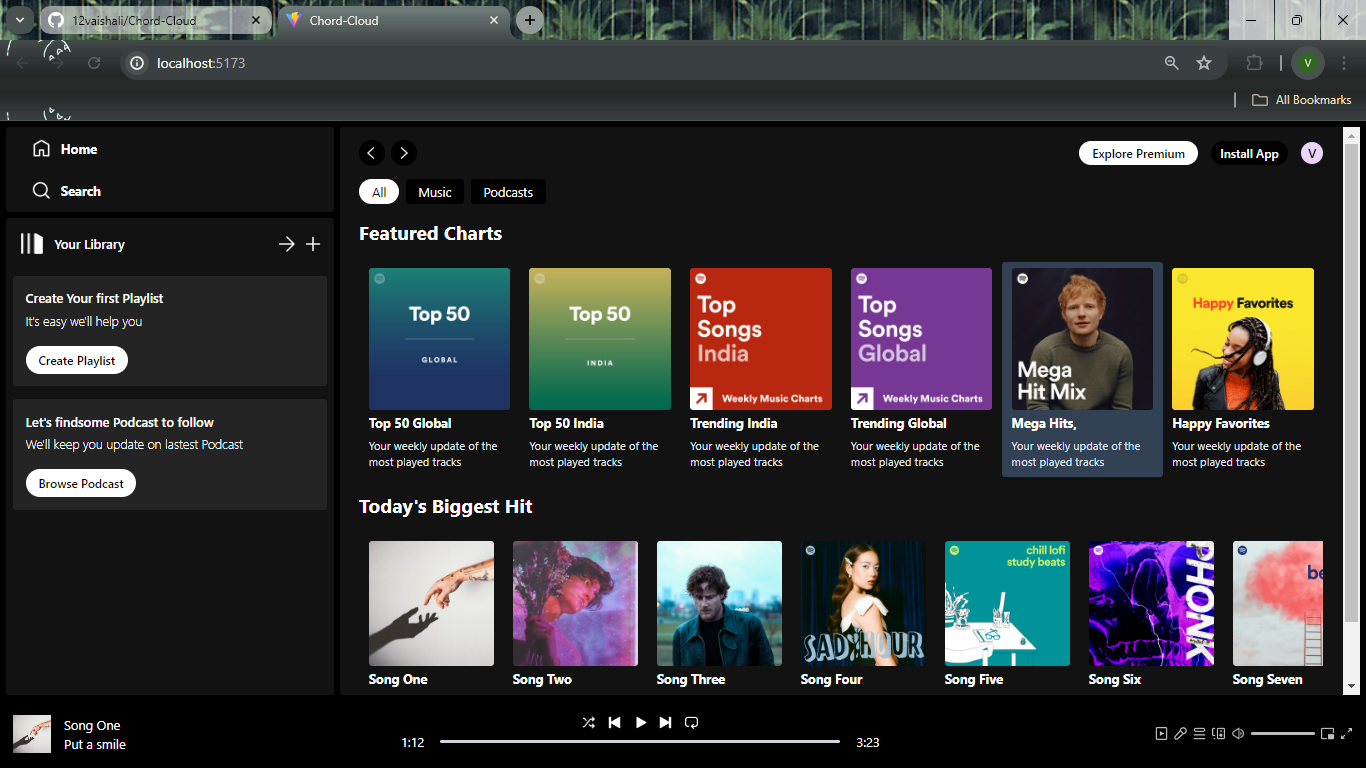 12vaishali/Chord-Cloud
Chord-Cloud
localhost:5173
V
All Bookmarks
Home
Search
Your Library
Create Your first Playlist
It's easy we'll help you
Create Playlist
Let's findsome Podcast to follow
We'll keep you update on lastest Podcast
Browse Podcast
Explore Premium
Install App
V
All
Music
Podcasts
Featured Charts
Top 50
GLOBAL
Top 50 Global
Your weekly update of the
most played tracks
Top 50
INDIA
Top 50 India
Your weekly update of the
most played tracks
Top
Songs
India
Weekly Music Charts
Trending India
Your weekly update of the
most played tracks
Top
Songs
Global
Weekly Music Charts
Trending Global
Your weekly update of the
most played tracks
Mega
Hit Mix
Mega Hits,
Your weekly update of the
most played tracks
Happy Favorites
Happy Favorites
Your weekly update of the
most played tracks
Today's Biggest Hit
Song One
Song Two
Song Three
SAD HOUR
Song Four
chill lofi
study beats
Song Five
PHONK
Song Six
be
Song Seven
Song One
Put a smile
1:12
3:23